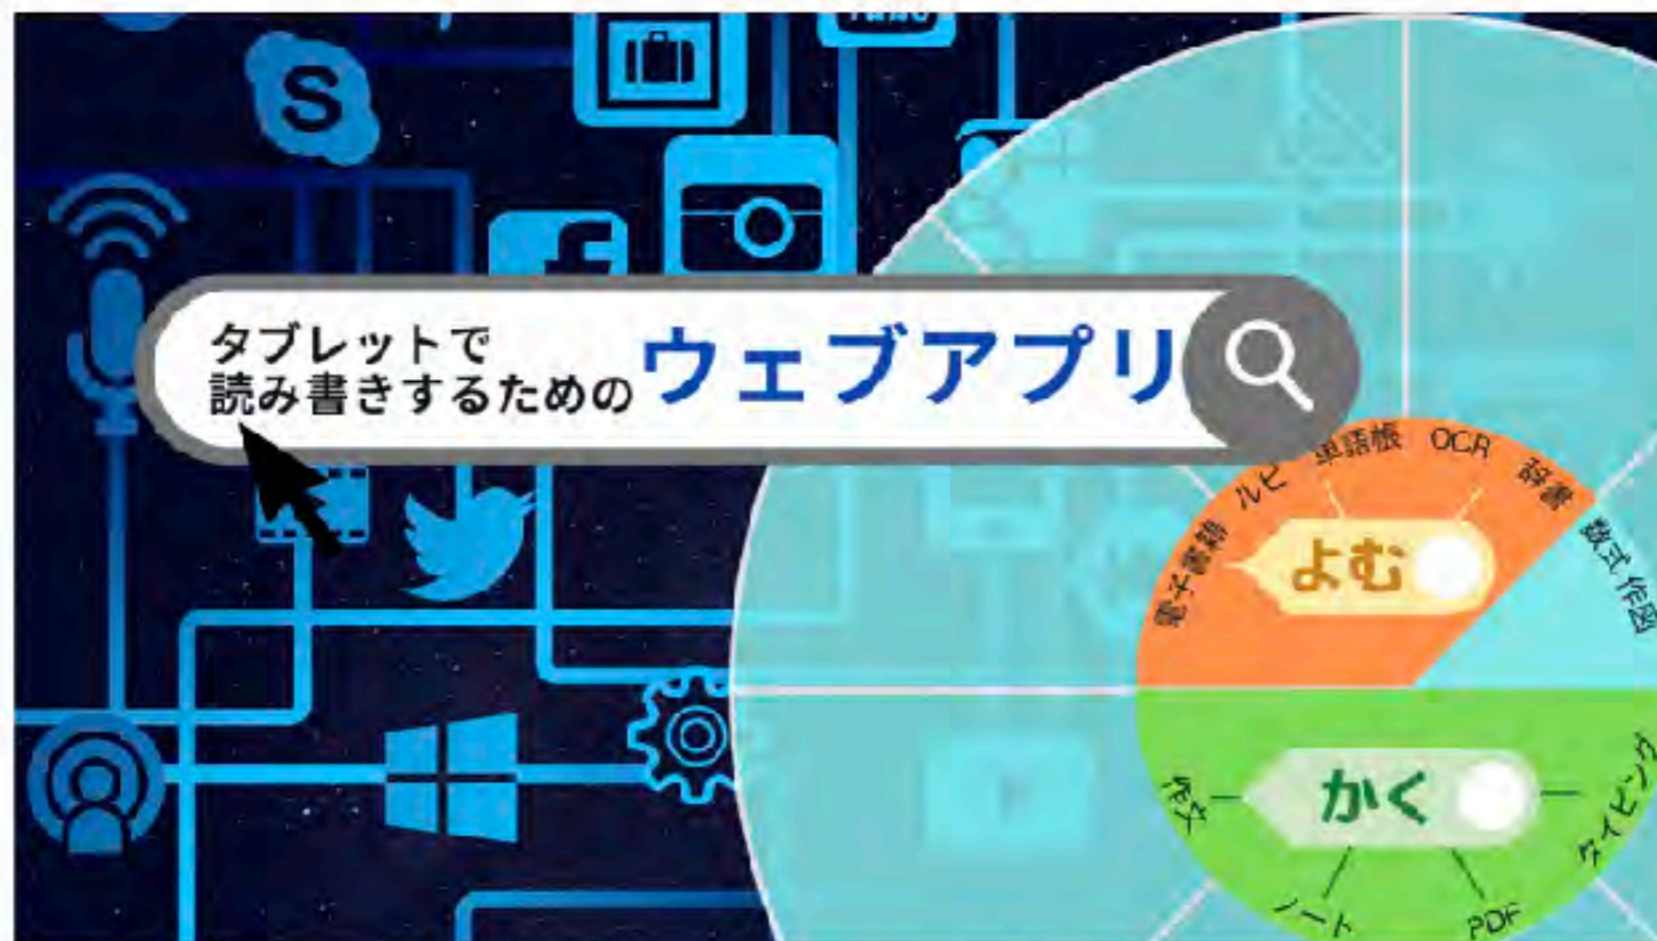 タブレットで
読み書きするための
ウェブアプリ
電子書籍
ルビ
単語帳
OCR
辞書
数式
作図
よむ
かく
作文
ノート
PDF
タイピング